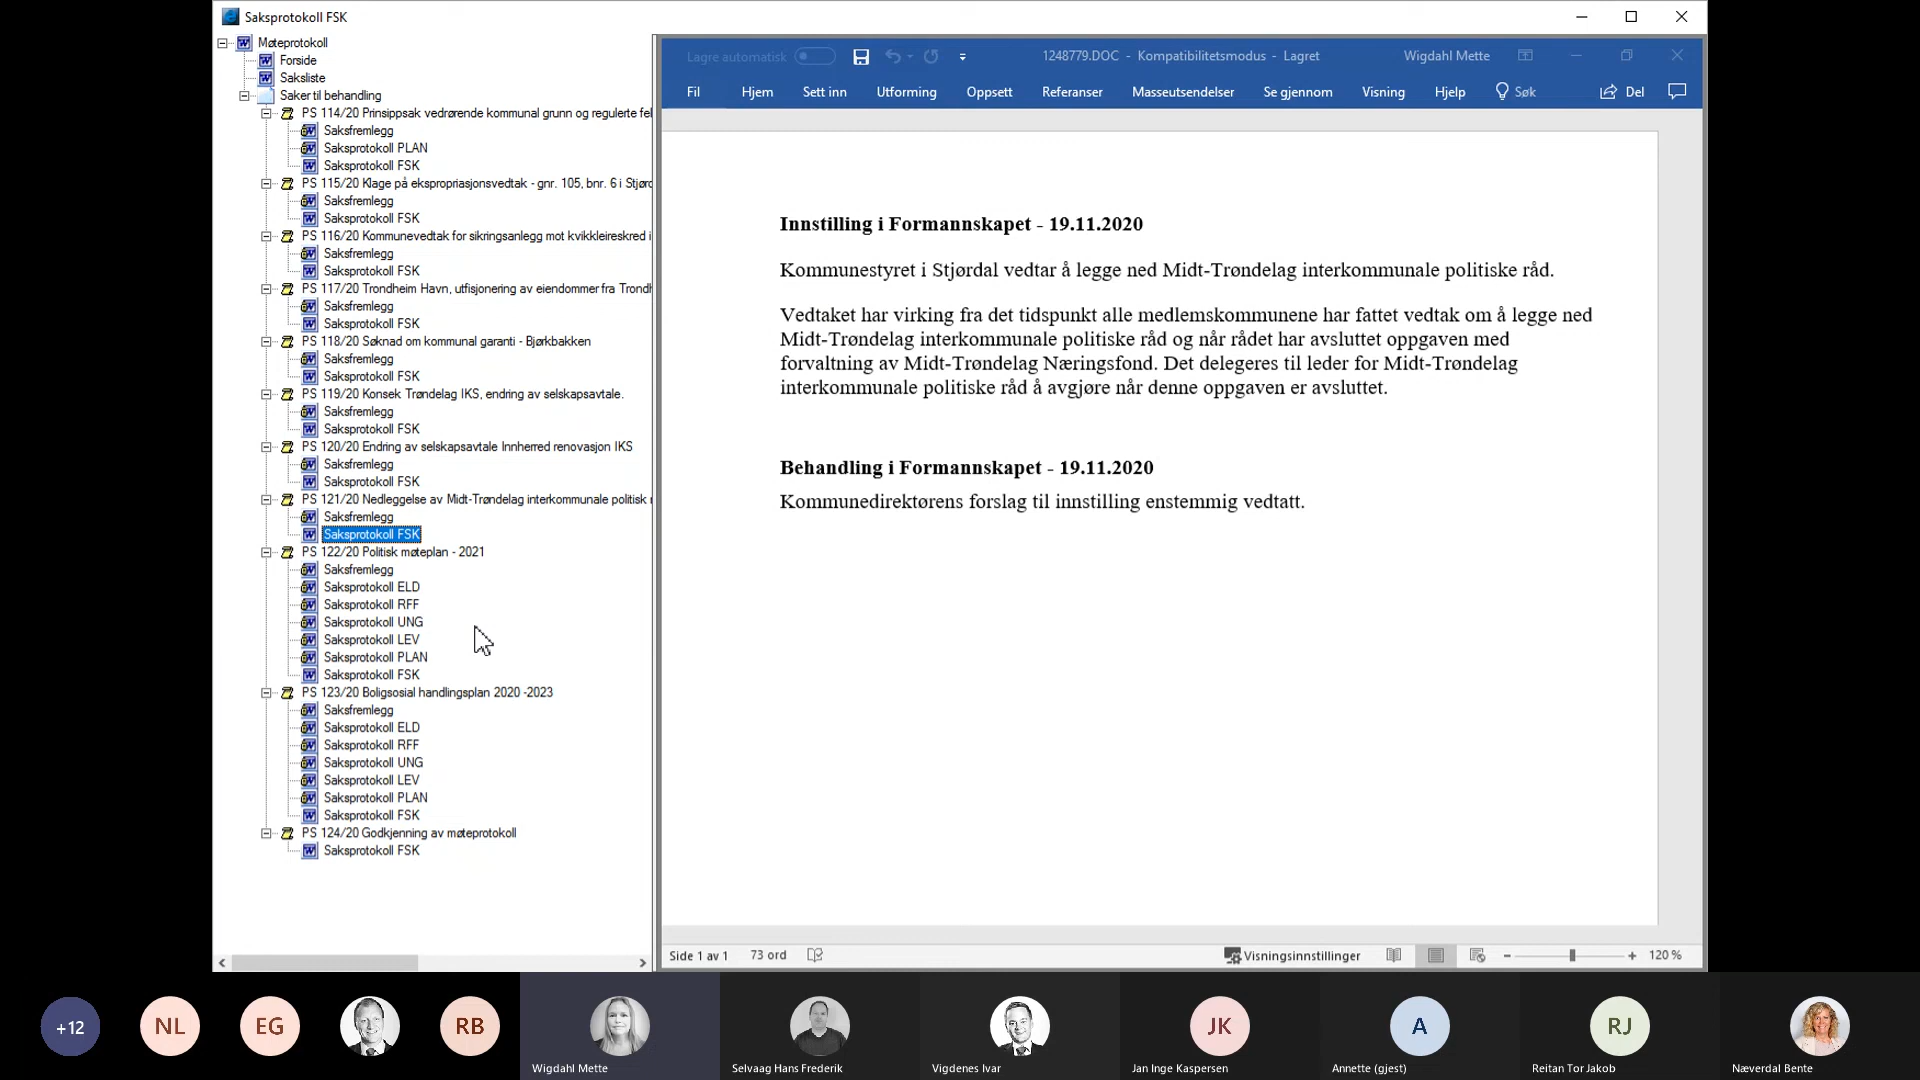 Saksprotokoll FSK
Møteprotokoll
Forside
Saksliste
Saker til behandling
PS 114/20 Prinsippsak vedrørende kommunal grunn og regulerte fel
Saksfremlegg
Saksprotokoll PLAN
Saksprotokoll FSK
PS 115/20 Klage på ekspropriasjonsvedtak - gnr. 105, bnr. 6 i Stjørd
Saksfremlegg
Saksprotokoll FSK
PS 116/20 Kommunevedtak for sikringsanlegg mot kvikkleireskred i
Saksfremlegg
Saksprotokoll FSK
PS 117/20 Trondheim Havn, utfisjonering av eiendommer fra Trondh
Saksfremlegg
Saksprotokoll FSK
PS 118/20 Søknad om kommunal garanti - Bjørkbakken
Saksfremlegg
Saksprotokoll FSK
PS 119/20 Konsek Trøndelag IKS, endring av selskapsavtale.
Saksfremlegg
Saksprotokoll FSK
PS 120/20 Endring av selskapsavtale Innherred renovasjon IKS
Saksfremlegg
Saksprotokoll FSK
PS 121/20 Nedleggelse av Midt-Trøndelag interkommunale politisk r
Saksfremlegg
Saksprotokoll FSK
PS 122/20 Politisk møteplan - 2021
Saksfremlegg
Saksprotokoll ELD
Saksprotokoll RFF
Saksprotokoll UNG
Saksprotokoll LEV
Saksprotokoll PLAN
Saksprotokoll FSK
PS 123/20 Boligsosial handlingsplan 2020 -2023
Saksfremlegg
Saksprotokoll ELD
Saksprotokoll RFF
Saksprotokoll UNG
Saksprotokoll LEV
Saksprotokoll PLAN
Saksprotokoll FSK
PS 124/20 Godkjenning av møteprotokoll
Saksprotokoll FSK
Lagre automatisk 1248779.DOC - Kompatibilitetsmodus - Lagret Wigdahl Mette
Fil Hjem Sett inn Utforming Oppsett Referanser Masseutsendelser Se gjennom Visning Hjelp Søk Del
Innstilling i Formannskapet - 19.11.2020
Kommunestyret i Stjørdal vedtar å legge ned Midt-Trøndelag interkommunale politiske råd.
Vedtaket har virking fra det tidspunkt alle medlemskommunene har fattet vedtak om å legge ned
Midt-Trøndelag interkommunale politiske råd og når rådet har avsluttet oppgaven med
forvaltning av Midt-Trøndelag Næringsfond. Det delegeres til leder for Midt-Trøndelag
interkommunale politiske råd å avgjøre når denne oppgaven er avsluttet.
Behandling i Formannskapet - 19.11.2020
Kommunedirektørens forslag til innstilling enstemmig vedtatt.
Side 1 av 1 73 ord Visningsinnstillinger 120 %
+12 NL EG RB JK A RJ
Wigdahl Mette Selvaag Hans Frederik Vigdenes Ivar Jan Inge Kaspersen Annette (gjest) Reitan Tor Jakob Næverdal Bente